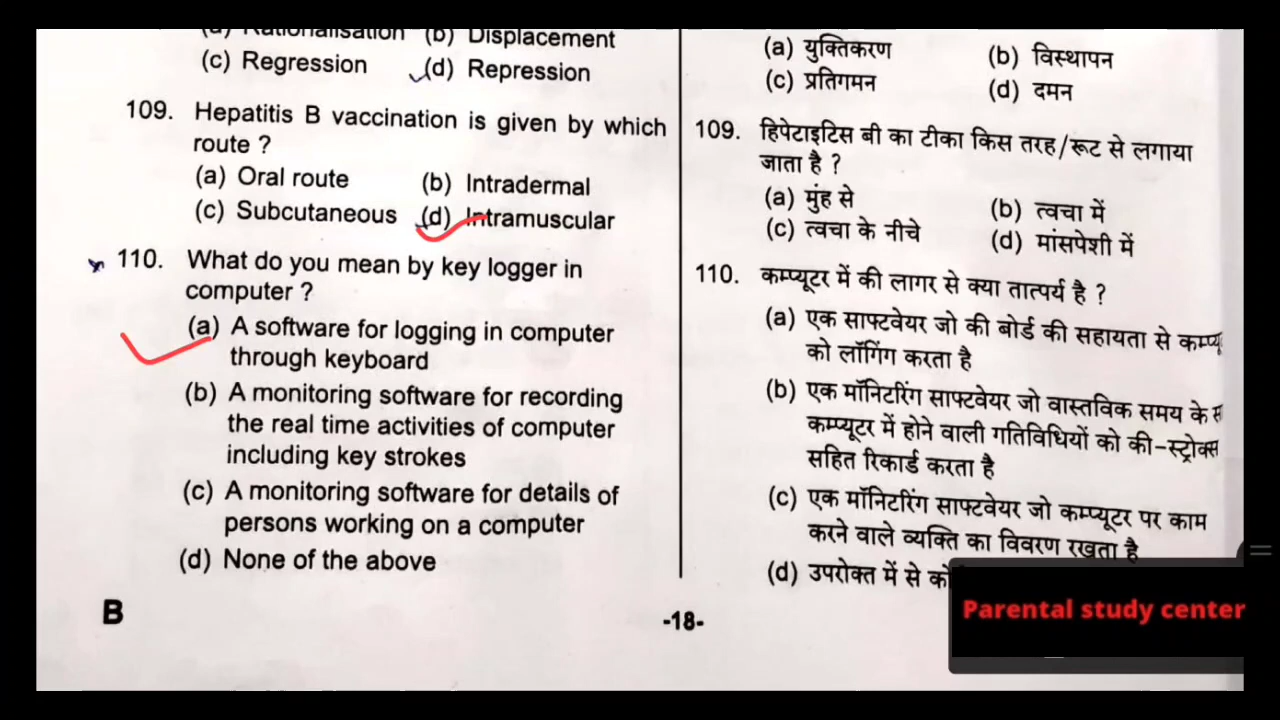 (a) Rationalisation (b) Displacement
(c) Regression (d) Repression
109. Hepatitis B vaccination is given by which
route ?
(a) Oral route (b) Intradermal
(c) Subcutaneous (d) Intramuscular
110. What do you mean by key logger in
computer ?
(a) A software for logging in computer
through keyboard
(b) A monitoring software for recording
the real time activities of computer
including key strokes
(c) A monitoring software for details of
persons working on a computer
(d) None of the above
(a) युक्तिकरण (b) विस्थापन
(c) प्रतिगमन (d) दमन
109. हिपेटाइटिस बी का टीका किस तरह/रूट से लगाया
जाता है ?
(a) मुंह से (b) त्वचा में
(c) त्वचा के नीचे (d) मांसपेशी में
110. कम्प्यूटर में की लागर से क्या तात्पर्य है ?
(a) एक साफ्टवेयर जो की बोर्ड की सहायता से
को लॉगिंग करता है
(b) एक मॉनिटरिंग साफ्टवेयर जो वास्तविक समय के
कम्प्यूटर में होने वाली गतिविधियों को की-स्ट्रोक्स
सहित रिकार्ड करता है
(c) एक मॉनिटरिंग साफ्टवेयर जो कम्प्यूटर पर काम
करने वाले व्यक्ति का विवरण रखता है
(d) उपरोक्त में से
B
-18-
Parental study center